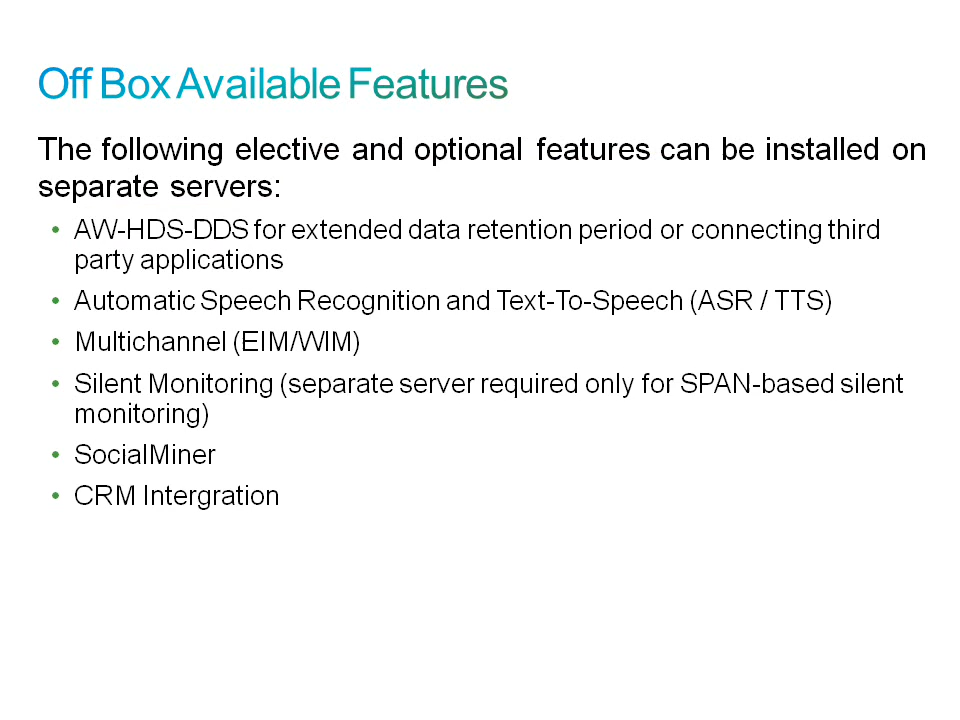 Off Box Available Features
The following elective and optional features can be installed on
separate servers:
• AW-HDS-DDS for extended data retention period or connecting third
party applications
• Automatic Speech Recognition and Text-To-Speech (ASR / TTS)
• Multichannel (EIM/WIM)
• Silent Monitoring (separate server required only for SPAN-based silent
monitoring)
• SocialMiner
• CRM Intergration